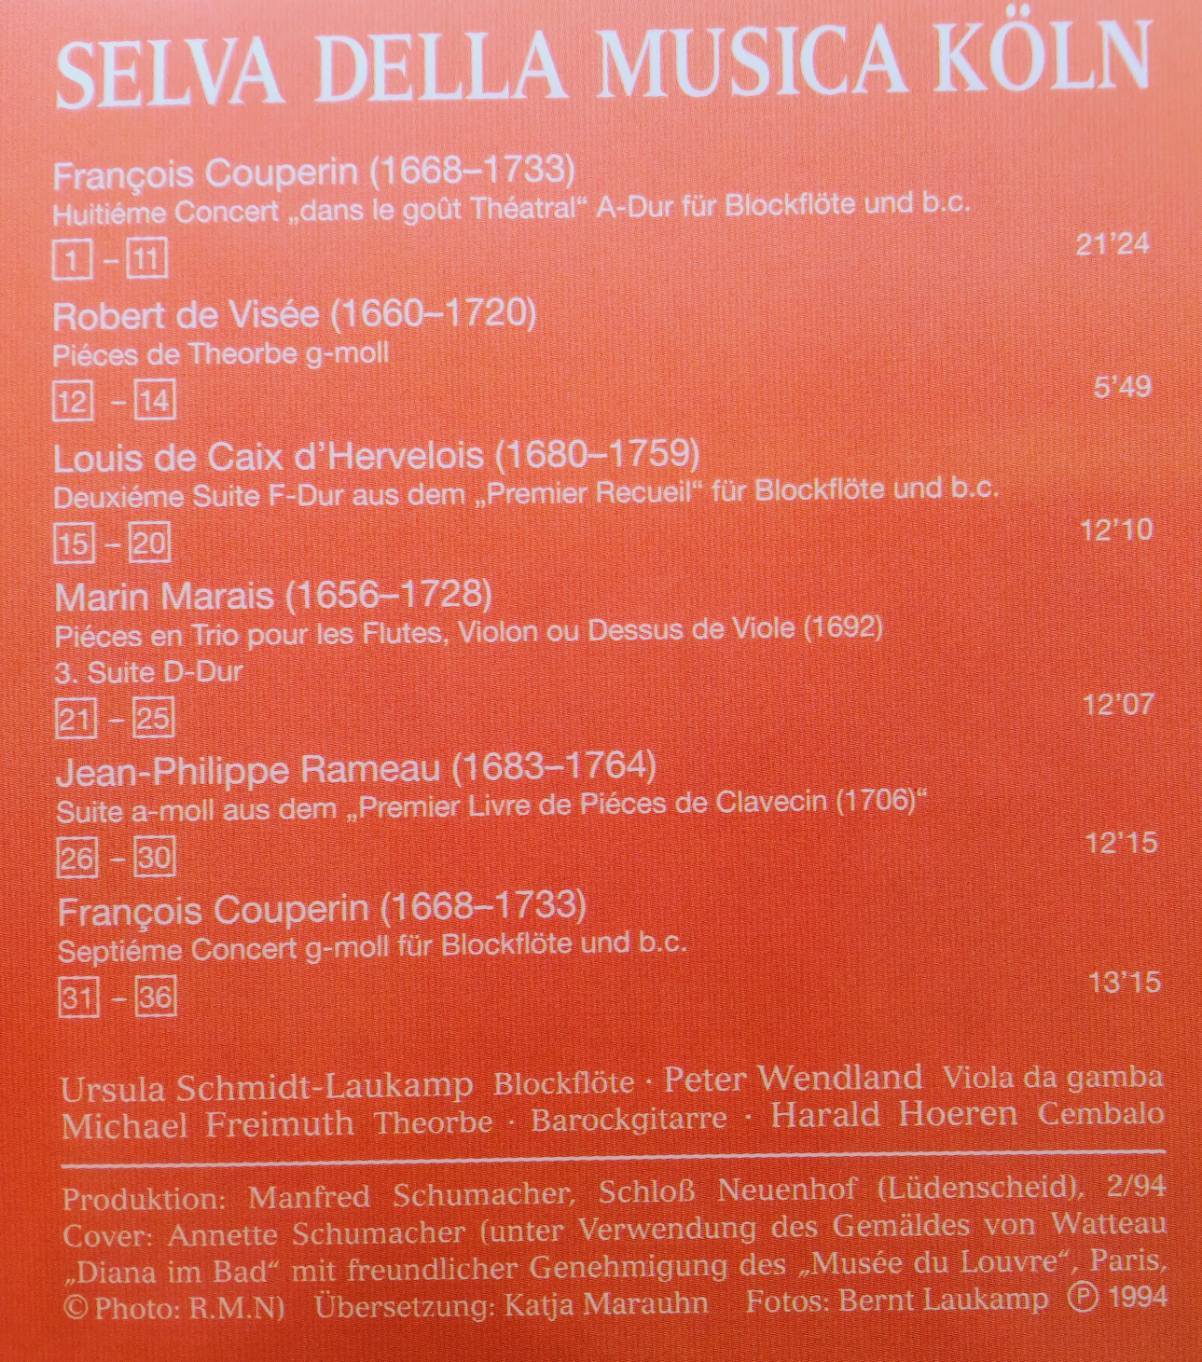 SELVA DELLA MUSICA KÖLN
François Couperin (1668–1733)
Huitiéme Concert „dans le goût Théatral“ A-Dur für Blockflöte und b.c.
1 – 11 21’24
Robert de Visée (1660–1720)
Piéces de Theorbe g-moll
12 – 14 5’49
Louis de Caix d’Hervelois (1680–1759)
Deuxiéme Suite F-Dur aus dem „Premier Recueil“ für Blockflöte und b.c.
15 – 20 12’10
Marin Marais (1656–1728)
Piéces en Trio pour les Flutes, Violon ou Dessus de Viole (1692)
3. Suite D-Dur
21 – 25 12’07
Jean-Philippe Rameau (1683–1764)
Suite a-moll aus dem „Premier Livre de Piéces de Clavecin (1706)“
26 – 30 12’15
François Couperin (1668–1733)
Septiéme Concert g-moll für Blockflöte und b.c.
31 – 36 13’15
Ursula Schmidt-Laukamp Blockflöte · Peter Wendland Viola da gamba
Michael Freimuth Theorbe · Barockgitarre · Harald Hoeren Cembalo
Produktion: Manfred Schumacher, Schloß Neuenhof (Lüdenscheid), 2/94
Cover: Annette Schumacher (unter Verwendung des Gemäldes von Watteau
„Diana im Bad“ mit freundlicher Genehmigung des „Musée du Louvre“, Paris,
© Photo: R.M.N) Übersetzung: Katja Marauhn Fotos: Bernt Laukamp ℗ 1994